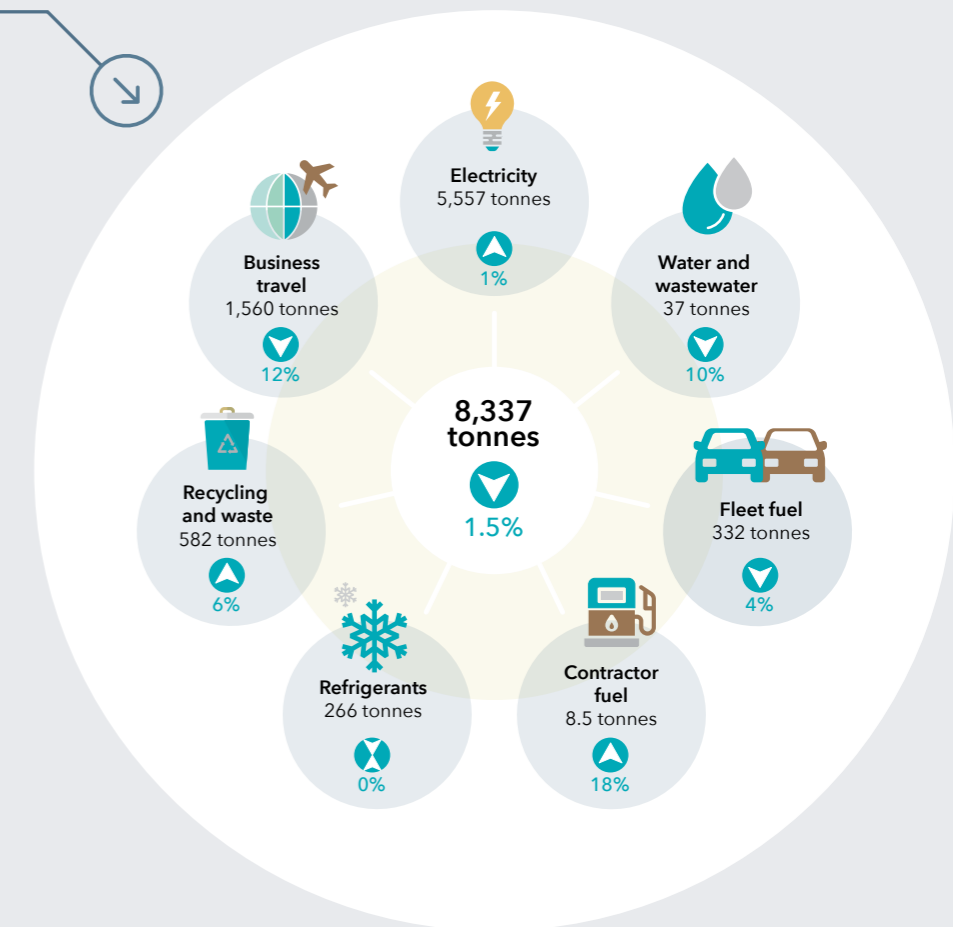 Electricity
5,557 tonnes
1%
Water and
wastewater
37 tonnes
10%
Fleet fuel
332 tonnes
4%
Contractor
fuel
8.5 tonnes
18%
Refrigerants
266 tonnes
0%
Recycling
and waste
582 tonnes
6%
Business
travel
1,560 tonnes
12%
8,337
tonnes
1.5%